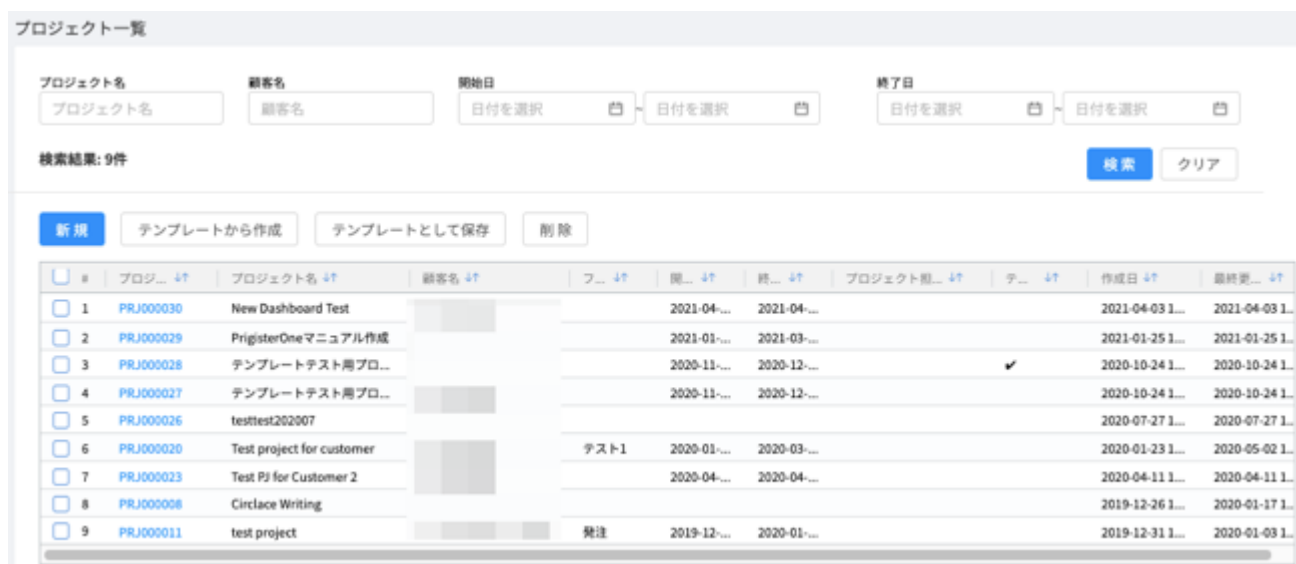 プロジェクト一覧
プロジェクト名 顧客名 開始日 終了日
プロジェクト名 顧客名 日付を選択 ~ 日付を選択 日付を選択 ~ 日付を選択
検索結果: 9件 検索 クリア
新規 テンプレートから作成 テンプレートとして保存 削除
# プロジ... プロジェクト名 顧客名 フ... 開... 終... プロジェクト担... テ... 作成日 最終更...
1 PRJ000030 New Dashboard Test 2021-04-... 2021-04-... 2021-04-03 1... 2021-04-03 1...
2 PRJ000029 PrigisterOneマニュアル作成 2021-01-... 2021-03-... 2021-01-25 1... 2021-01-25 1...
3 PRJ000028 テンプレートテスト用プロ... 2020-11-... 2020-12-... ✔ 2020-10-24 1... 2020-10-24 1...
4 PRJ000027 テンプレートテスト用プロ... 2020-11-... 2020-12-... 2020-10-24 1... 2020-10-24 1...
5 PRJ000026 testtest202007 2020-07-27 1... 2020-07-27 1...
6 PRJ000020 Test project for customer テスト1 2020-01-... 2020-03-... 2020-01-23 1... 2020-05-02 1...
7 PRJ000023 Test PJ for Customer 2 2020-04-... 2020-04-... 2020-04-11 1... 2020-04-11 1...
8 PRJ000008 Circlace Writing 2019-12-26 1... 2020-01-17 1...
9 PRJ000011 test project 発注 2019-12-... 2020-01-... 2019-12-31 1... 2020-01-03 1...